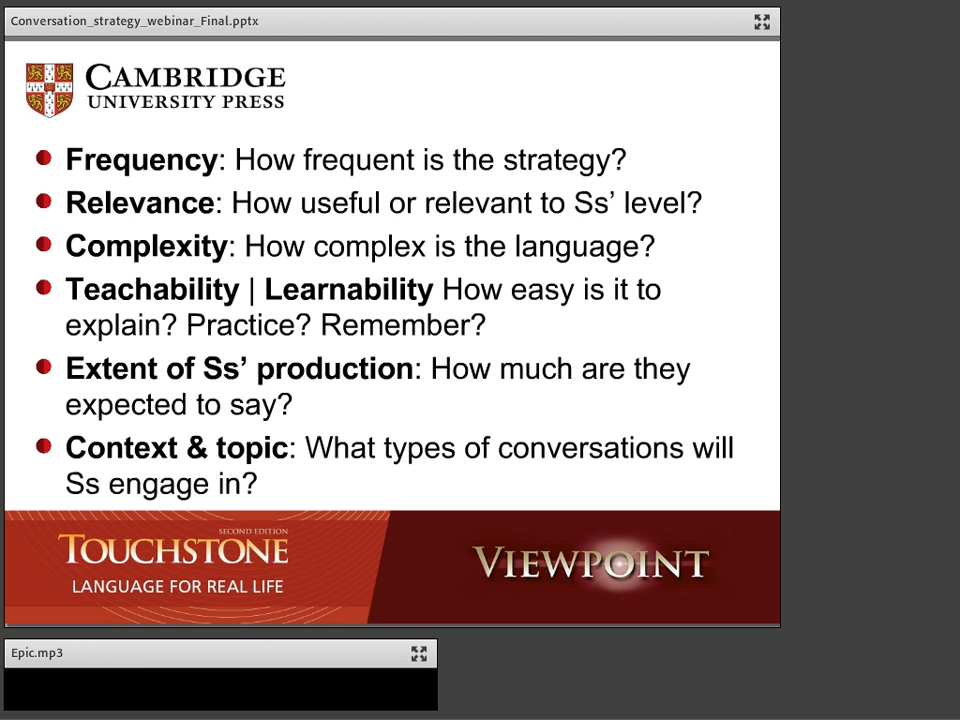 Conversation_strategy_webinar_Final.pptx
CAMBRIDGE
UNIVERSITY PRESS
Frequency: How frequent is the strategy?
Relevance: How useful or relevant to Ss’ level?
Complexity: How complex is the language?
Teachability | Learnability How easy is it to
explain? Practice? Remember?
Extent of Ss’ production: How much are they
expected to say?
Context & topic: What types of conversations will
Ss engage in?
SECOND EDITION
TOUCHSTONE
LANGUAGE FOR REAL LIFE
VIEWPOINT
Epic.mp3